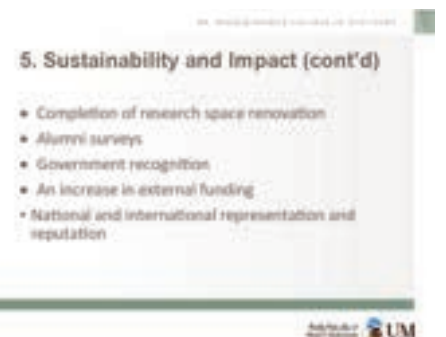 5. Sustainability and Impact (cont'd)
• Completion of research space renovation
• Alumni surveys
• Government recognition
• An increase in external funding
• National and international representation and
reputation
UM